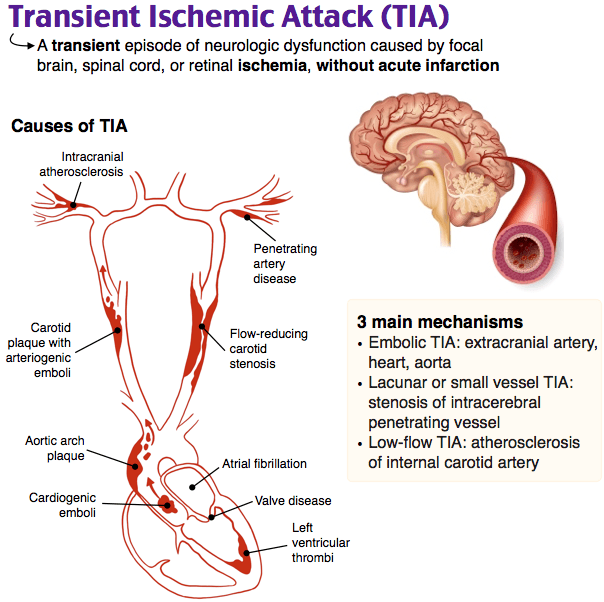 Transient Ischemic Attack (TIA)
A transient episode of neurologic dysfunction caused by focal
brain, spinal cord, or retinal ischemia, without acute infarction
Causes of TIA
Intracranial
atherosclerosis
Penetrating
artery
disease
Carotid
plaque with
arteriogenic
emboli
Flow-reducing
carotid
stenosis
Aortic arch
plaque
Atrial fibrillation
Cardiogenic
emboli
Valve disease
Left
ventricular
thrombi
3 main mechanisms
• Embolic TIA: extracranial artery,
heart, aorta
• Lacunar or small vessel TIA:
stenosis of intracerebral
penetrating vessel
• Low-flow TIA: atherosclerosis
of internal carotid artery